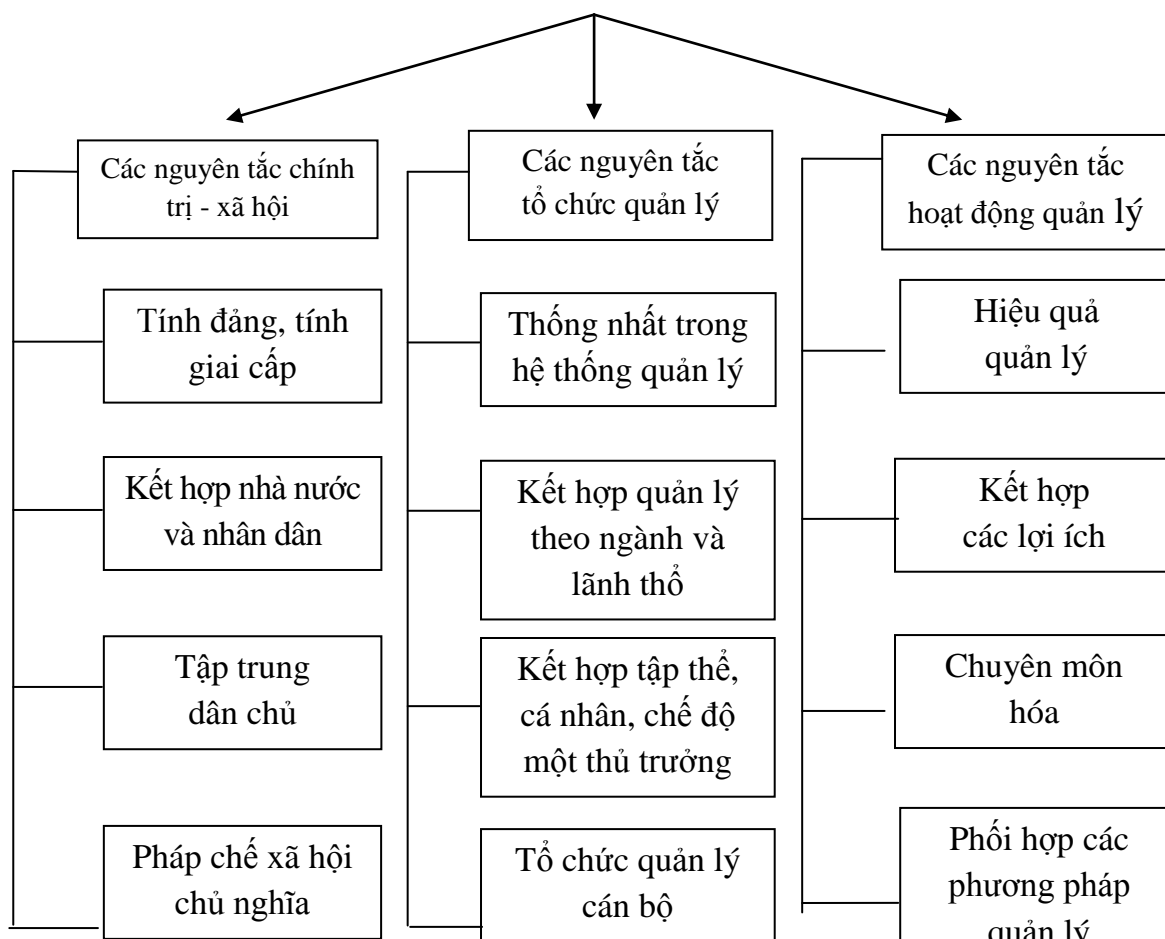 Các nguyên tắc chính
trị - xã hội
Tính đảng, tính
giai cấp
Kết hợp nhà nước
và nhân dân
Tập trung
dân chủ
Pháp chế xã hội
chủ nghĩa
Các nguyên tắc
tổ chức quản lý
Thống nhất trong
hệ thống quản lý
Kết hợp quản lý
theo ngành và
lãnh thổ
Kết hợp tập thể,
cá nhân, chế độ
một thủ trưởng
Tổ chức quản lý
cán bộ
Các nguyên tắc
hoạt động quản lý
Hiệu quả
quản lý
Kết hợp
các lợi ích
Chuyên môn
hóa
Phối hợp các
phương pháp
quản lý